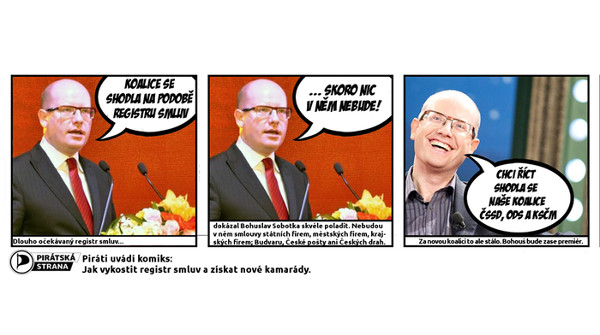 KOALICE SE
SHODLA NA PODOBĚ
REGISTRU SMLUV
Dlouho očekávaný registr smluv...
... SKORO NIC
V NĚM NEBUDE!
dokázal Bohuslav Sobotka skvěle poladit. Nebudou
v něm smlouvy státních firem, městských firem, kraj-
ských firem; Budvaru, České pošty ani Českých drah.
CHCI ŘÍCT
SHODLA SE
NAŠE KOALICE
ČSSD, ODS A KSČM
Za novou koalici to ale stálo. Bohouš bude zase premiér.
PIRÁTSKÁ
STRANA
Piráti uvádí komiks:
Jak vykostit registr smluv a získat nové kamarády.